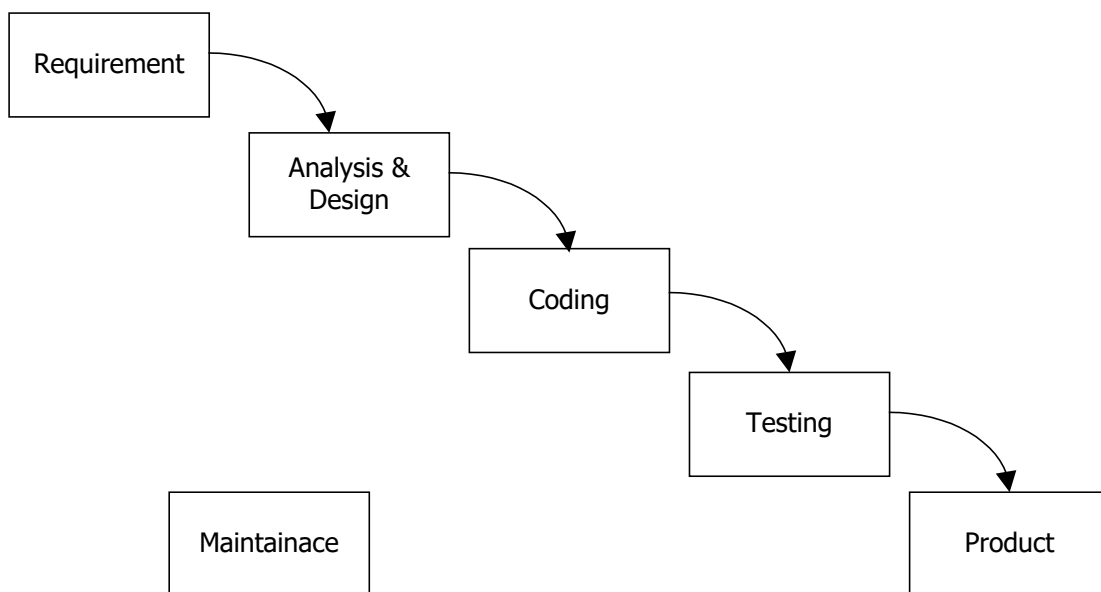 Requirement
Analysis &
Design
Coding
Testing
Maintainace
Product